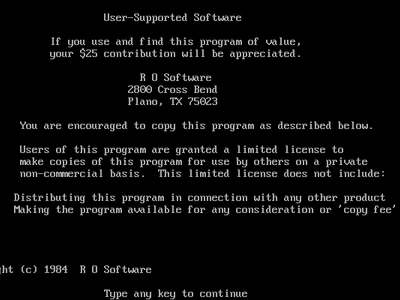 User-Supported Software
If you use and find this program of value,
your $25 contribution will be appreciated.
R O Software
2800 Cross Bend
Plano, TX 75023
You are encouraged to copy this program as described below.
Users of this program are granted a limited license to
make copies of this program for use by others on a private
non-commercial basis.  This limited license does not include:
Distributing this program in connection with any other product
Making the program available for any consideration or 'copy fee'
ght (c) 1984  R O Software
Type any key to continue